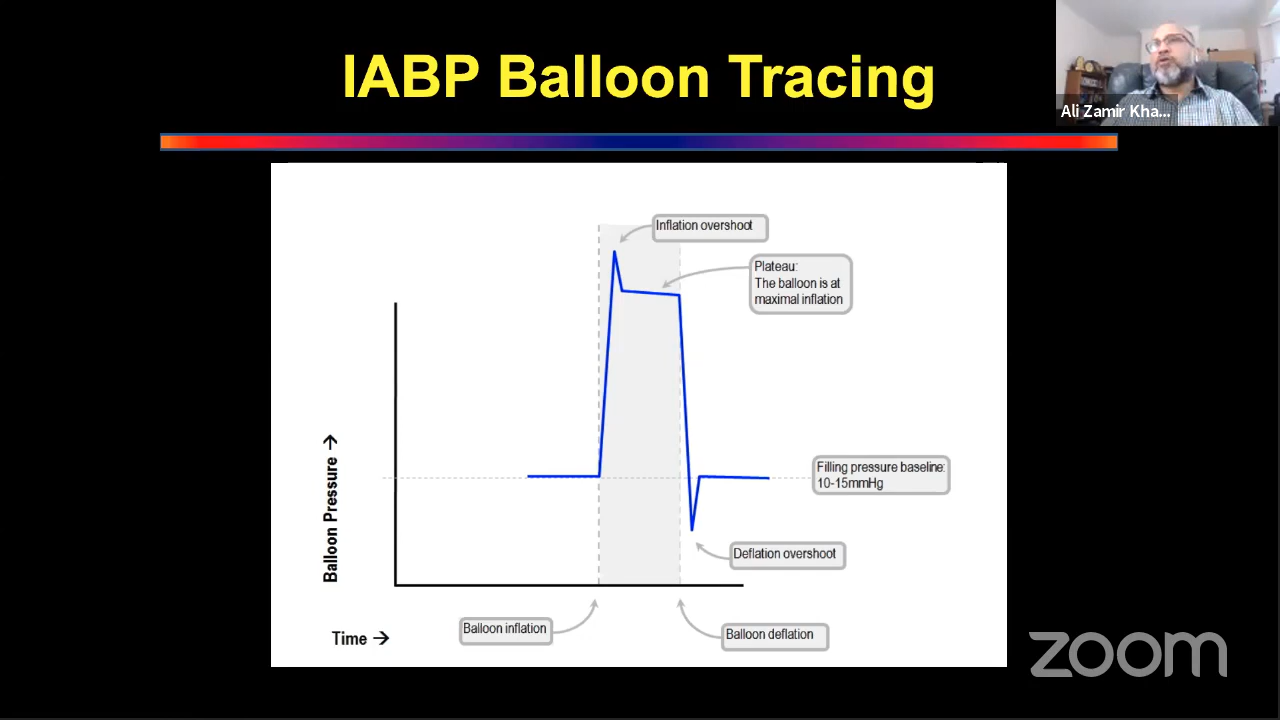 IABP Balloon Tracing
Ali Zamir Kha...
Inflation overshoot
Plateau:
The balloon is at
maximal inflation
Balloon Pressure →
Filling pressure baseline:
10-15mmHg
Deflation overshoot
Balloon inflation
Balloon deflation
Time →
zoom